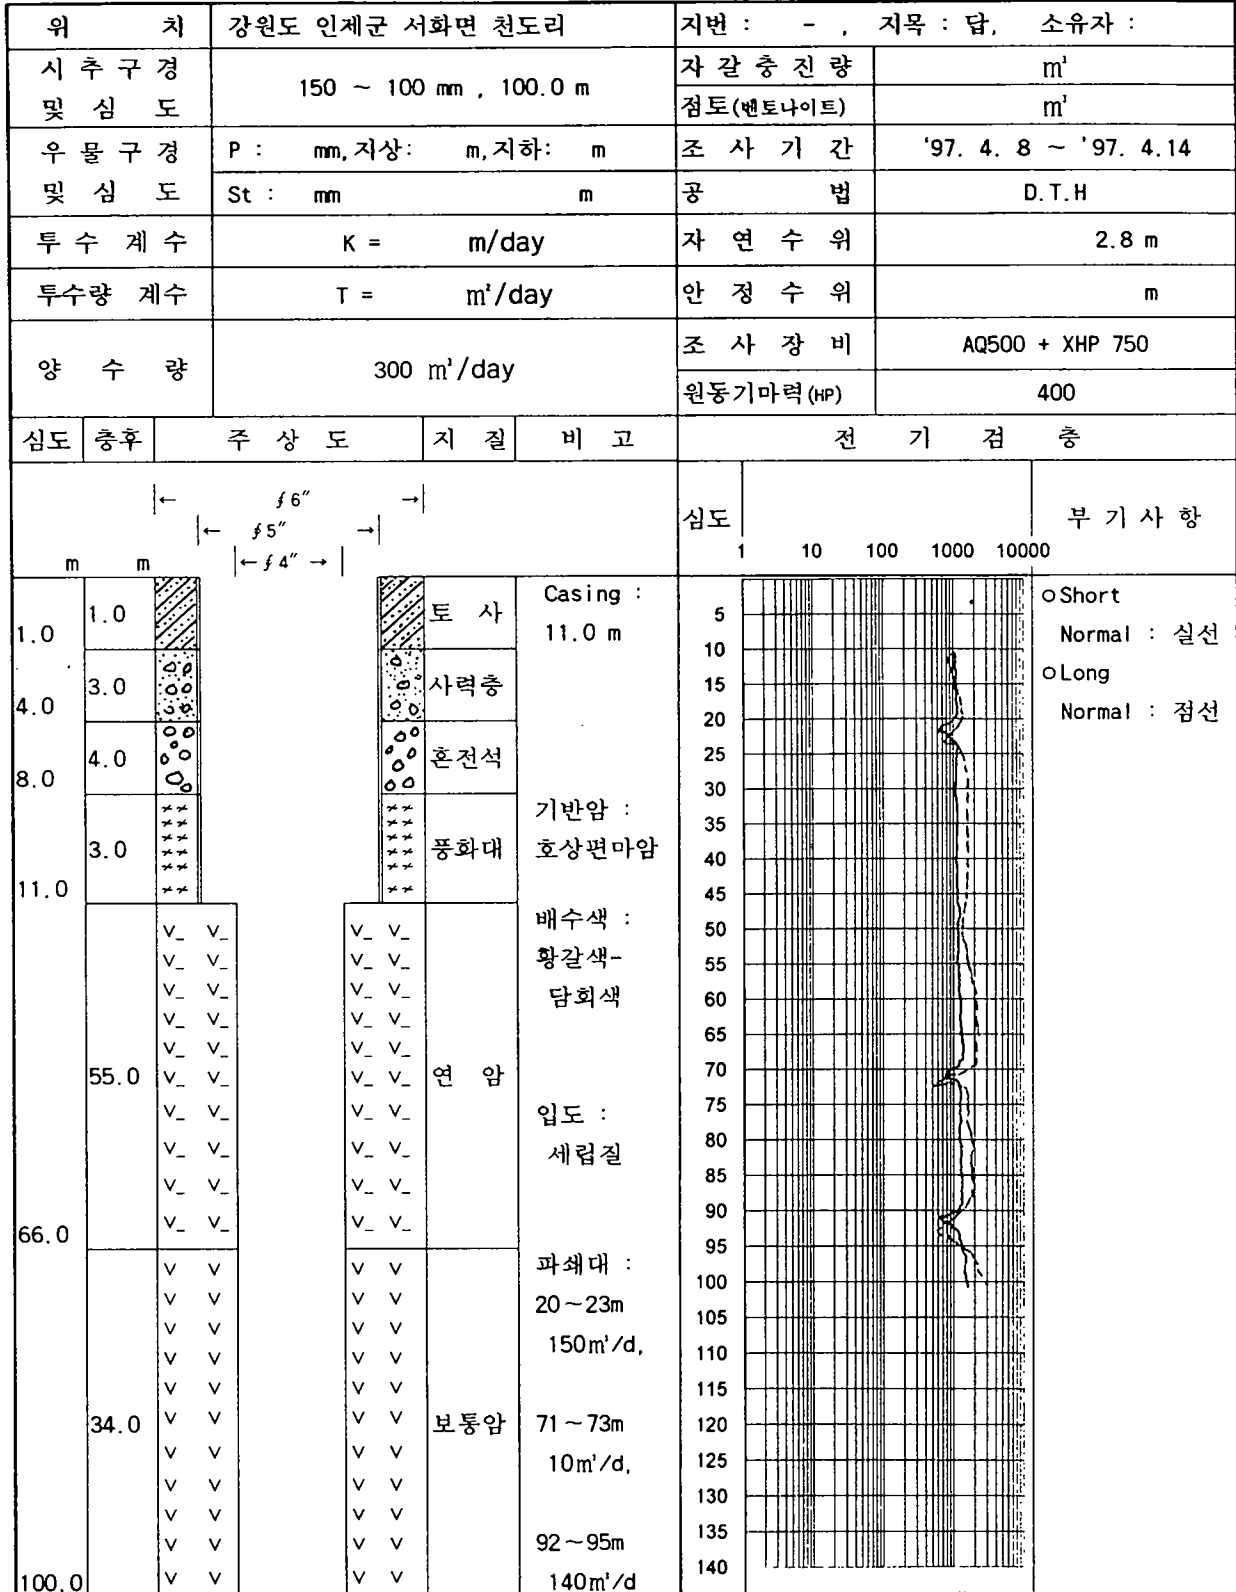 위 치 강원도 인제군 서화면 천도리 지번 : - , 지목 : 답, 소유자 :
시 추 구 경 및 심 도 150 ~ 100 mm , 100.0 m 자 갈 충 진 량 m³
점토(벤토나이트) m³
우 물 구 경 및 심 도 P : mm, 지상: m, 지하: m 조 사 기 간 '97. 4. 8 ~ '97. 4.14
St : mm m 공 법 D.T.H
투 수 계 수 K = m/day 자 연 수 위 2.8 m
투수량 계수 T = m²/day 안 정 수 위 m
양 수 량 300 m³/day 조 사 장 비 AQ500 + XHP 750
원동기마력(HP) 400
심도 층후 주 상 도 지 질 비 고 전 기 검 층
∮6″
∮5″
∮4″
m m
심도 부 기 사 항
1 10 100 1000 10000
1.0 1.0 토 사 Casing :
11.0 m
4.0 3.0 사력층
8.0 4.0 혼전석
11.0 3.0 풍화대 기반암 :
호상편마암
배수색 :
황갈색-
담회색
66.0 55.0 연 암 입도 :
세립질
100.0 34.0 보통암 파쇄대 :
20~23m
150m³/d,
71~73m
10m³/d,
92~95m
140m³/d
5
10
15
20
25
30
35
40
45
50
55
60
65
70
75
80
85
90
95
100
105
110
115
120
125
130
135
140
○Short
Normal : 실선
○Long
Normal : 점선